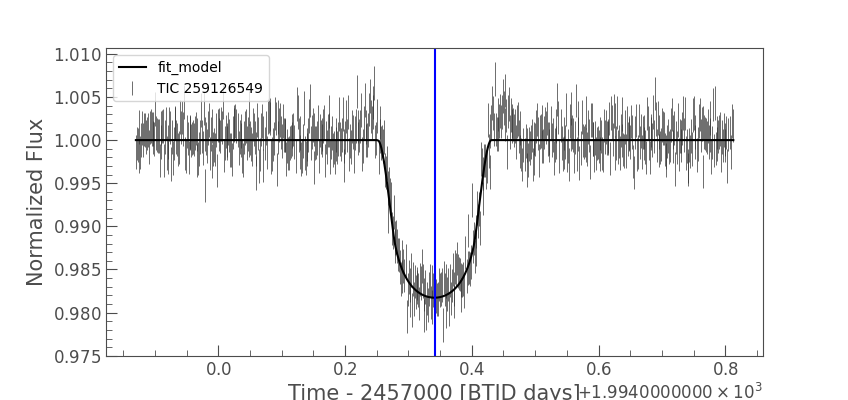 1.010
1.005
1.000
0.995
0.990
0.985
0.980
0.975
Normalized Flux
fit_model
TIC 259126549
0.0 0.2 0.4 0.6 0.8
Time - 2457000 [BTJD days]
+1.9940000000 × 10³